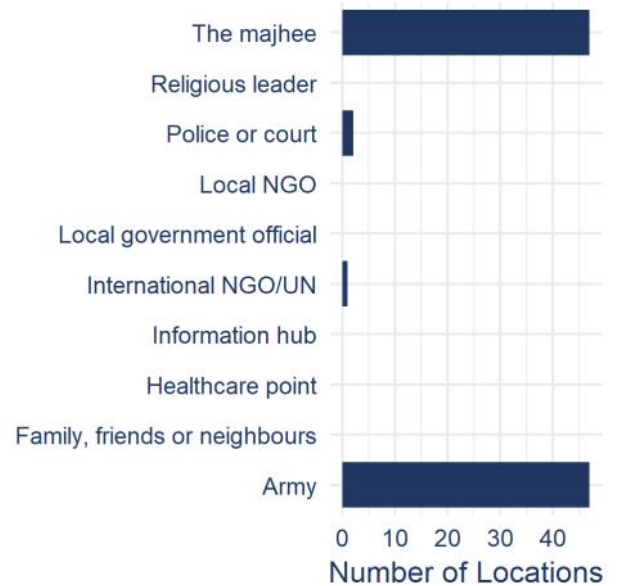 The majhee
Religious leader
Police or court
Local NGO
Local government official
International NGO/UN
Information hub
Healthcare point
Family, friends or neighbours
Army
0 10 20 30 40
Number of Locations